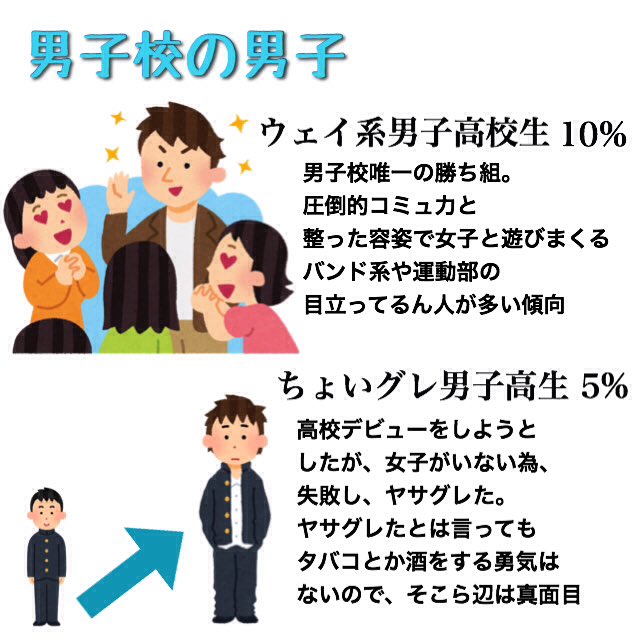 男子校の男子
ウェイ系男子高校生 10%
男子校唯一の勝ち組。
圧倒的コミュ力と
整った容姿で女子と遊びまくる
バンド系や運動部の
目立ってるん人が多い傾向
ちょいグレ男子高生 5%
高校デビューをしようと
したが、女子がいない為、
失敗し、ヤサグレた。
ヤサグレたとは言っても
タバコとか酒をする勇気は
ないので、そこら辺は真面目